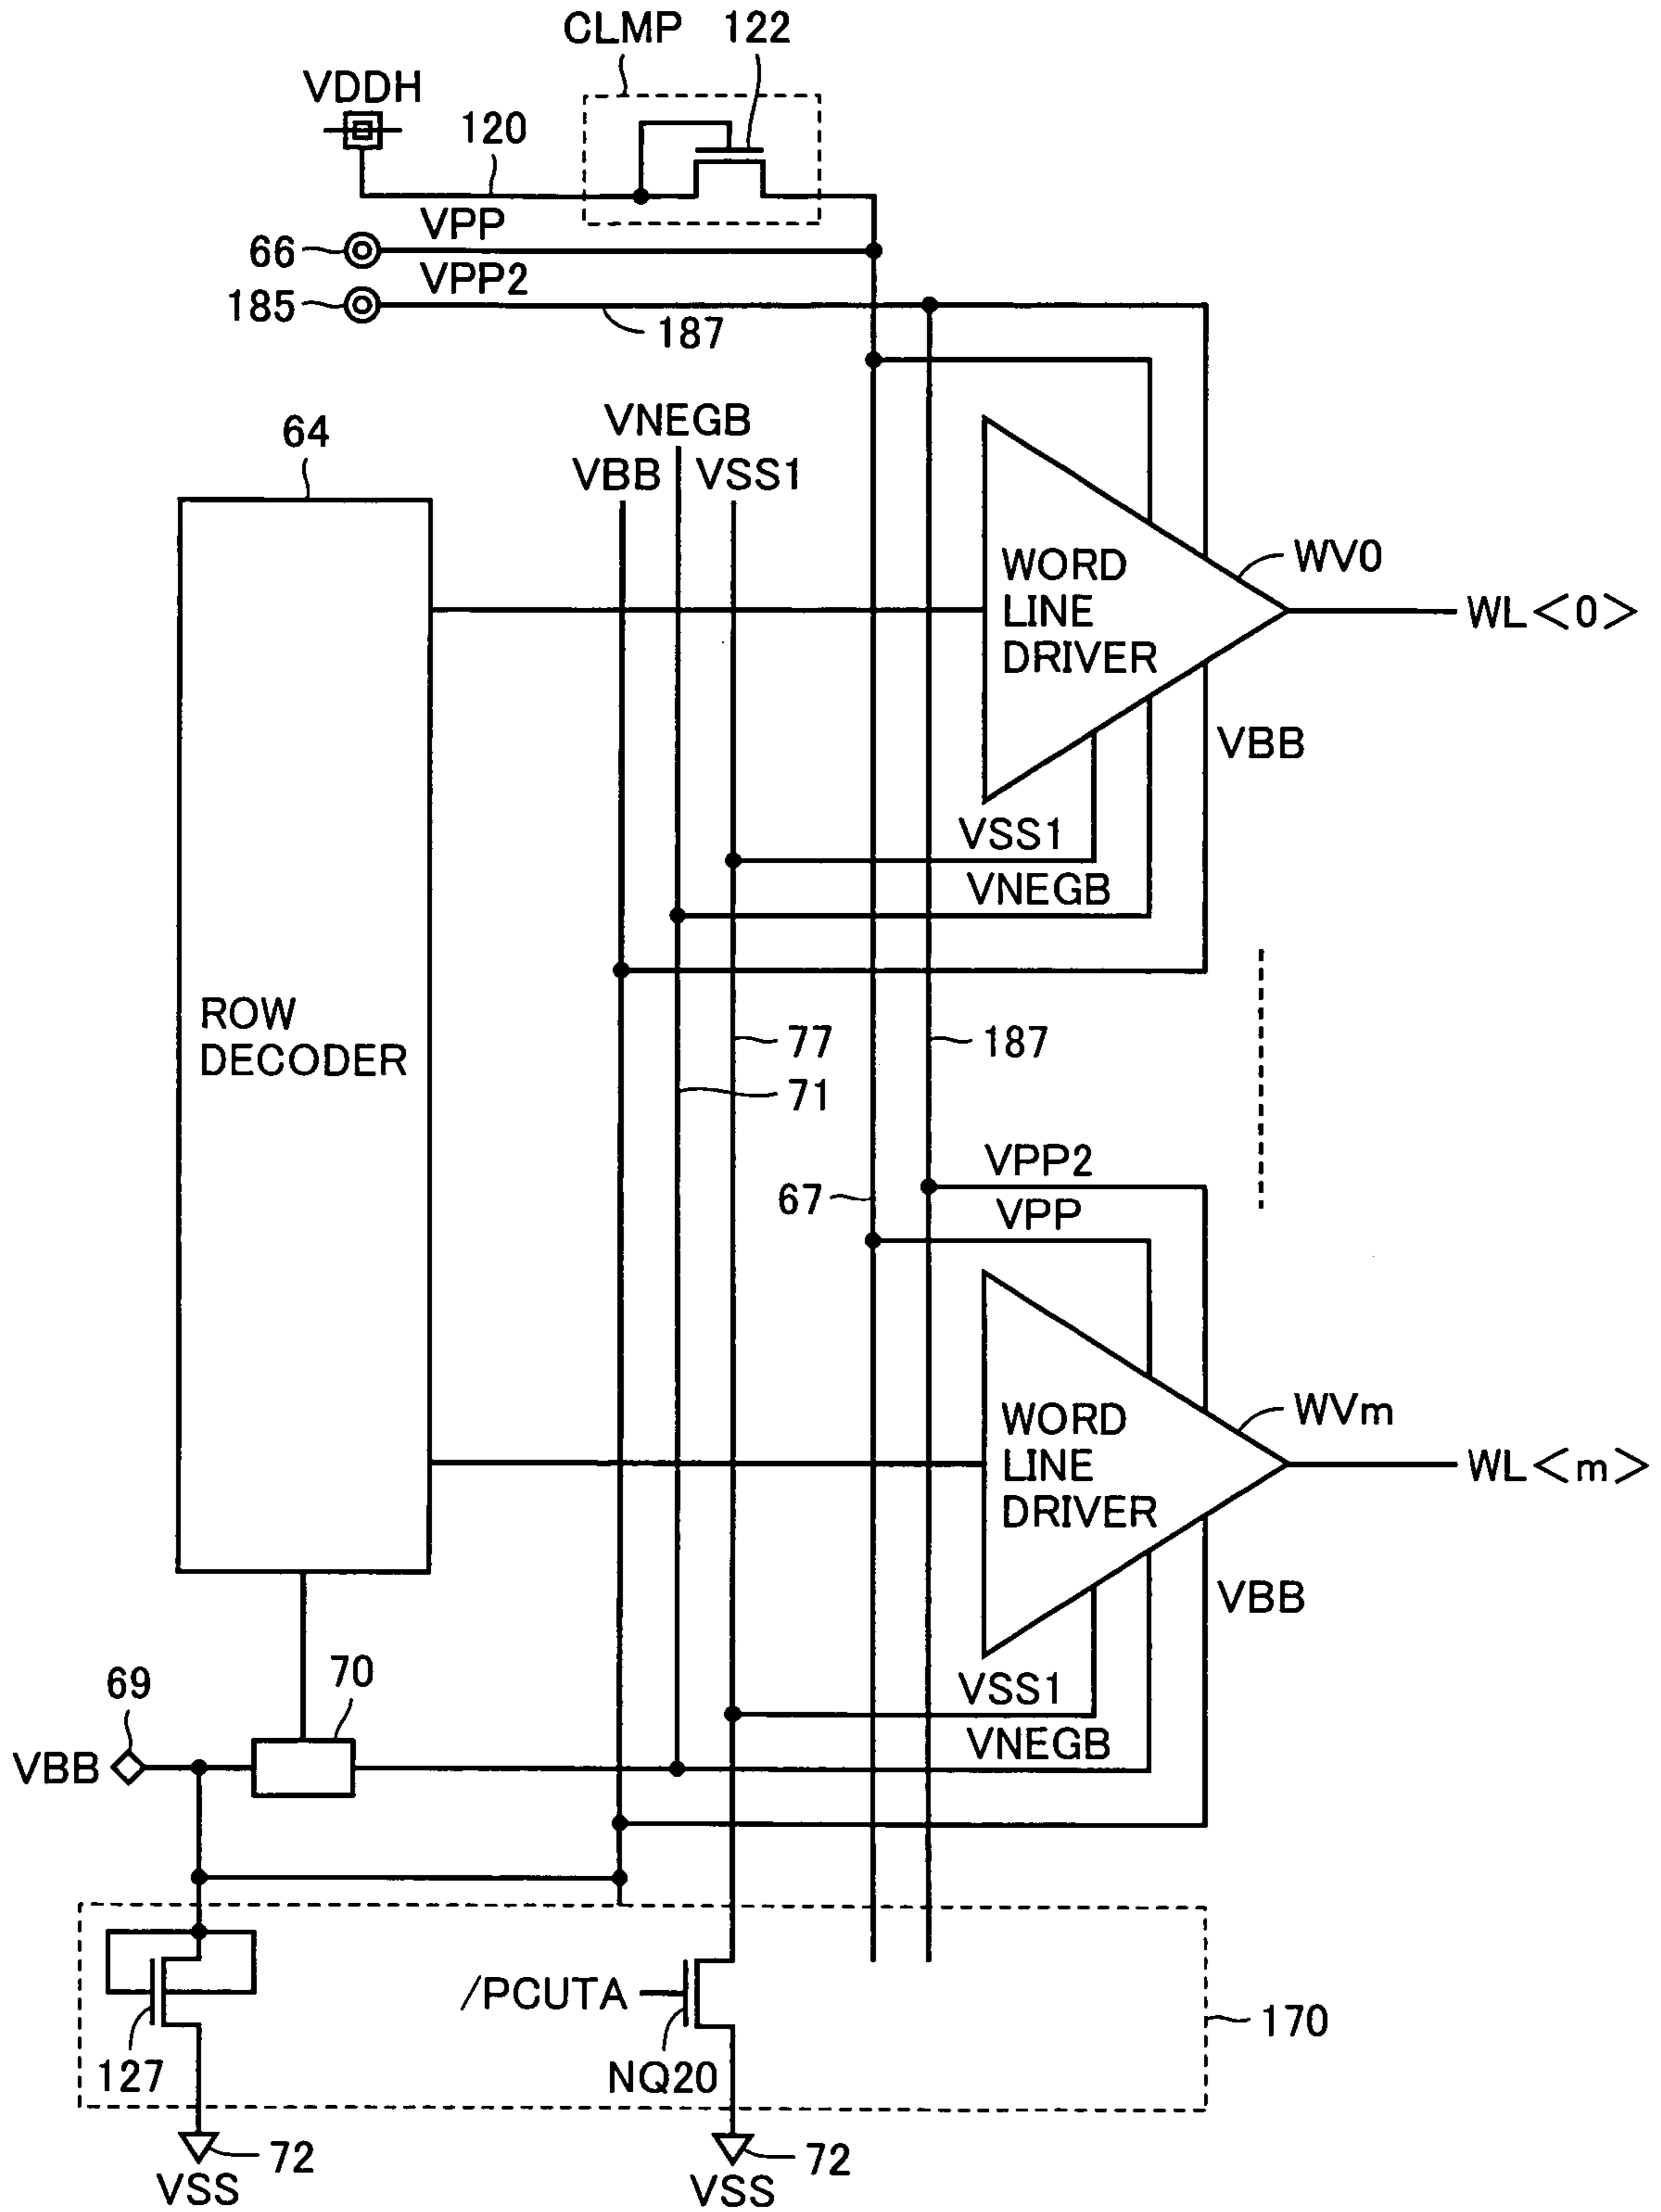 CLMP 122
VDDH
120
VPP
66
VPP2
185
187
64
VNEGB
VBB VSS1
WORD
LINE
DRIVER
WV0
WL<0>
VBB
VSS1
VNEGB
ROW
DECODER
77
187
71
VPP2
67
VPP
WORD
LINE
DRIVER
WVm
WL<m>
VBB
70
69
VSS1
VNEGB
VBB
/PCUTA
170
127
NQ20
72
VSS
72
VSS